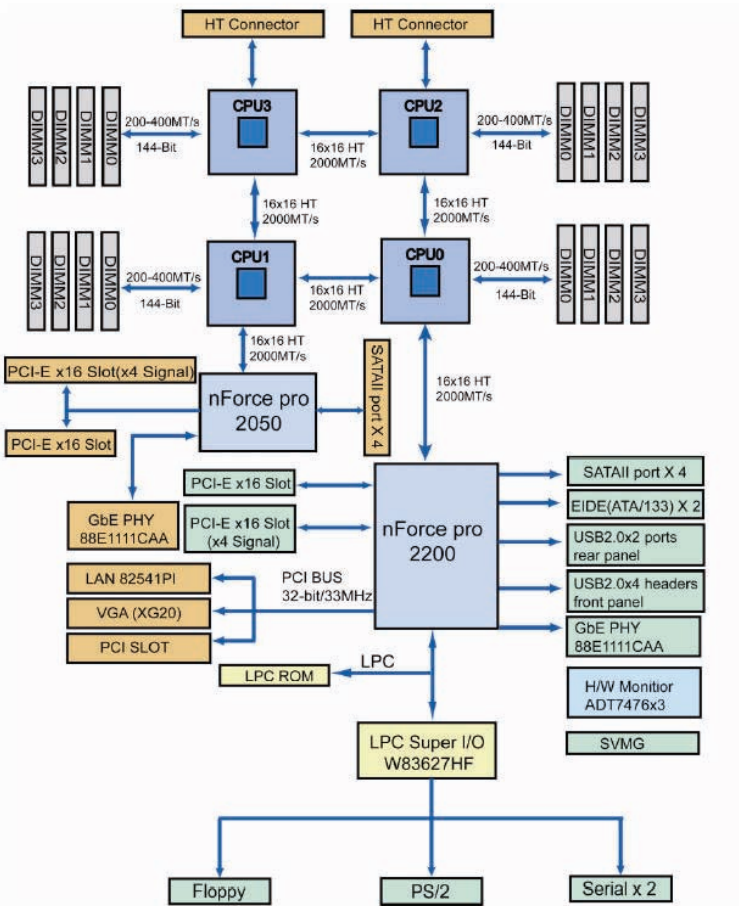 HT Connector
HT Connector
CPU3
CPU2
DIMM3
DIMM2
DIMM1
DIMM0
200-400MT/s
144-Bit
16x16 HT
2000MT/s
200-400MT/s
144-Bit
DIMM0
DIMM1
DIMM2
DIMM3
16x16 HT
2000MT/s
16x16 HT
2000MT/s
CPU1
CPU0
DIMM3
DIMM2
DIMM1
DIMM0
200-400MT/s
144-Bit
16x16 HT
2000MT/s
200-400MT/s
144-Bit
DIMM0
DIMM1
DIMM2
DIMM3
16x16 HT
2000MT/s
16x16 HT
2000MT/s
PCI-E x16 Slot(x4 Signal)
PCI-E x16 Slot
nForce pro
2050
SATAII port X 4
GbE PHY
88E1111CAA
PCI-E x16 Slot
PCI-E x16 Slot
(x4 Signal)
nForce pro
2200
SATAII port X 4
EIDE(ATA/133) X 2
USB2.0x2 ports
rear panel
USB2.0x4 headers
front panel
GbE PHY
88E1111CAA
LAN 82541PI
VGA (XG20)
PCI SLOT
PCI BUS
32-bit/33MHz
LPC ROM
LPC
H/W Monitior
ADT7476x3
SVMG
LPC Super I/O
W83627HF
Floppy
PS/2
Serial x 2